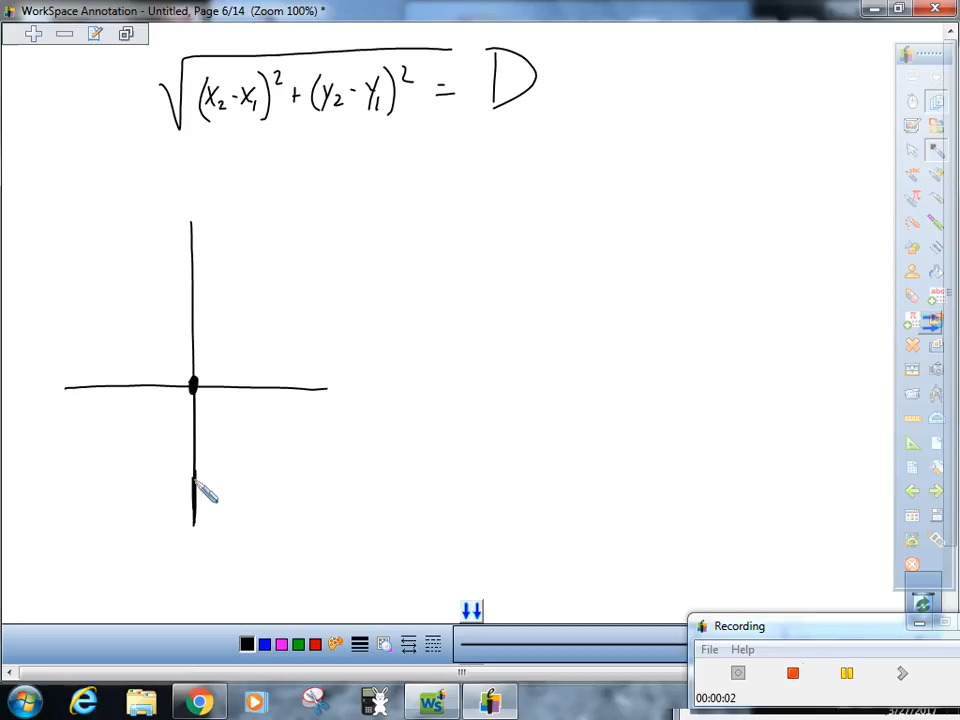 WorkSpace Annotation - Untitled, Page 6/14 (Zoom 100%) *
√(x₂-x₁)² + (y₂-y₁)² = D
Recording
File Help
00:00:02